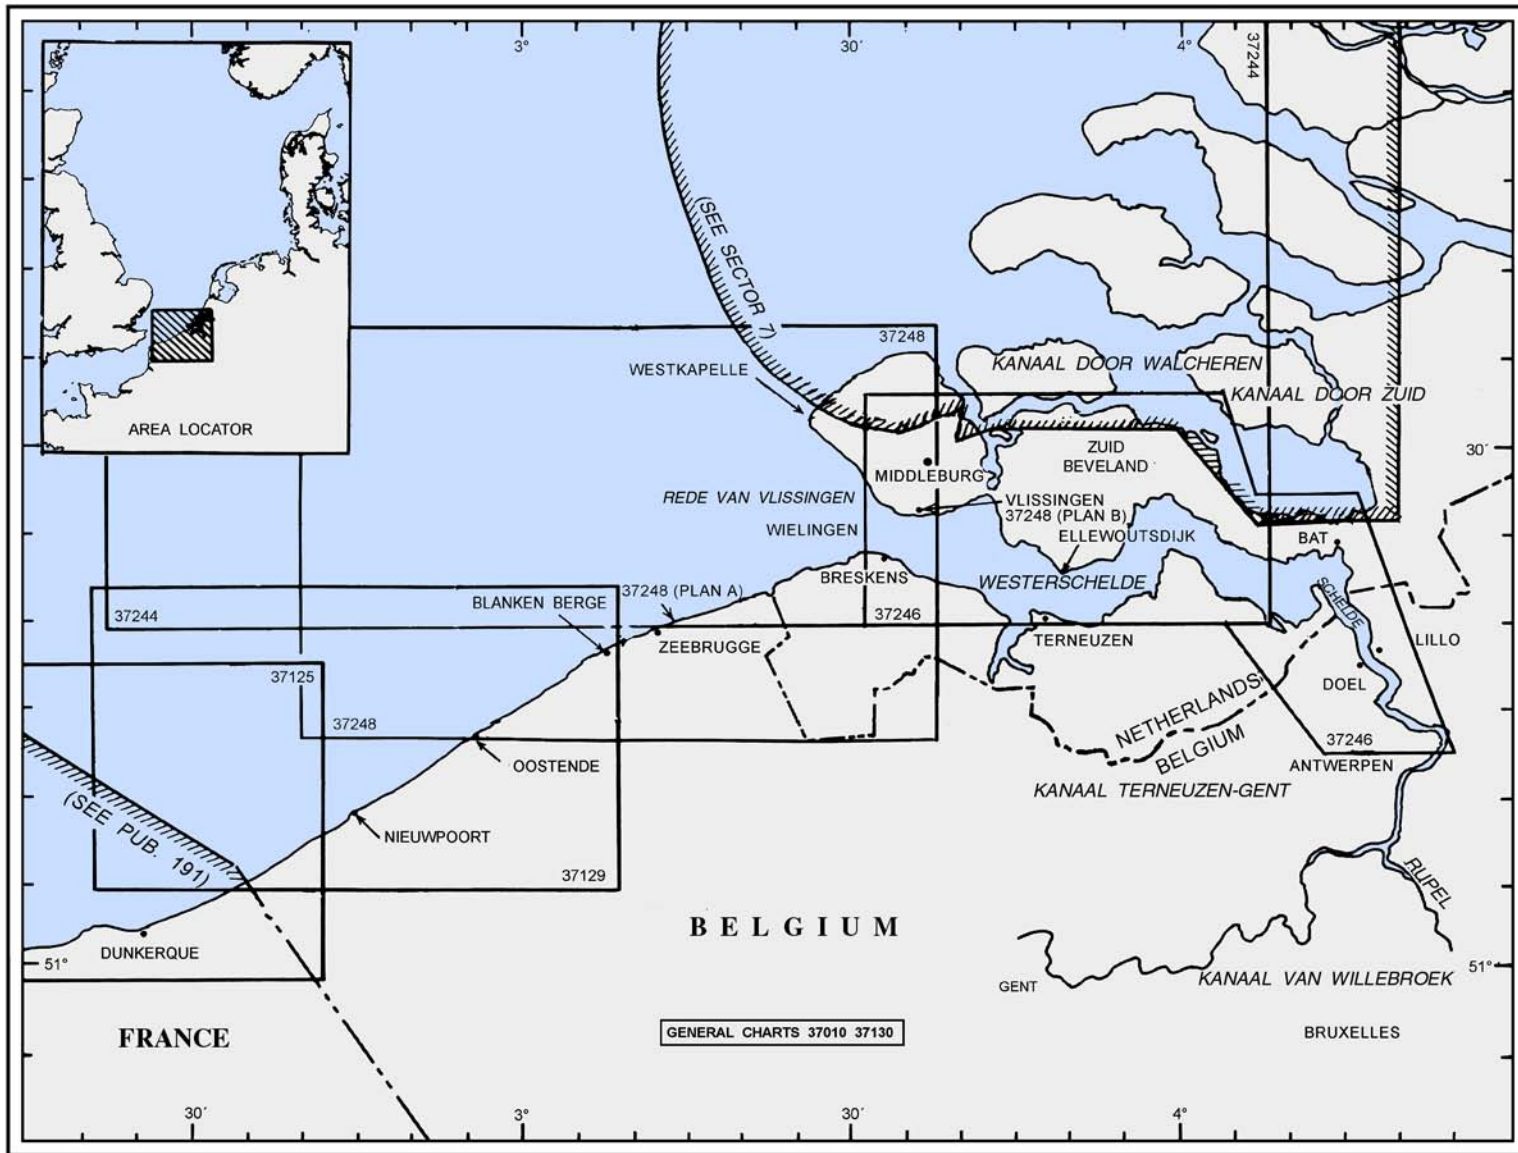 3°
30′
4°
37244
(SEE SECTOR 7)
37248
WESTKAPELLE
KANAAL DOOR WALCHEREN
KANAAL DOOR ZUID
AREA LOCATOR
30′
ZUID
BEVELAND
MIDDLEBURG
REDE VAN VLISSINGEN
VLISSINGEN
37248 (PLAN B)
WIELINGEN
ELLEWOUTSDIJK
BAT
BRESKENS
WESTERSCHELDE
SCHELDE
37248 (PLAN A)
BLANKEN BERGE
37244
37246
ZEEBRUGGE
TERNEUZEN
LILLO
37125
DOEL
NETHERLANDS
BELGIUM
37248
37246
OOSTENDE
ANTWERPEN
KANAAL TERNEUZEN-GENT
(SEE PUB. 191)
NIEUWPOORT
37129
RUPEL
BELGIUM
DUNKERQUE
51°
51°
GENT
KANAAL VAN WILLEBROEK
FRANCE
GENERAL CHARTS 37010 37130
BRUXELLES
30′
3°
30′
4°